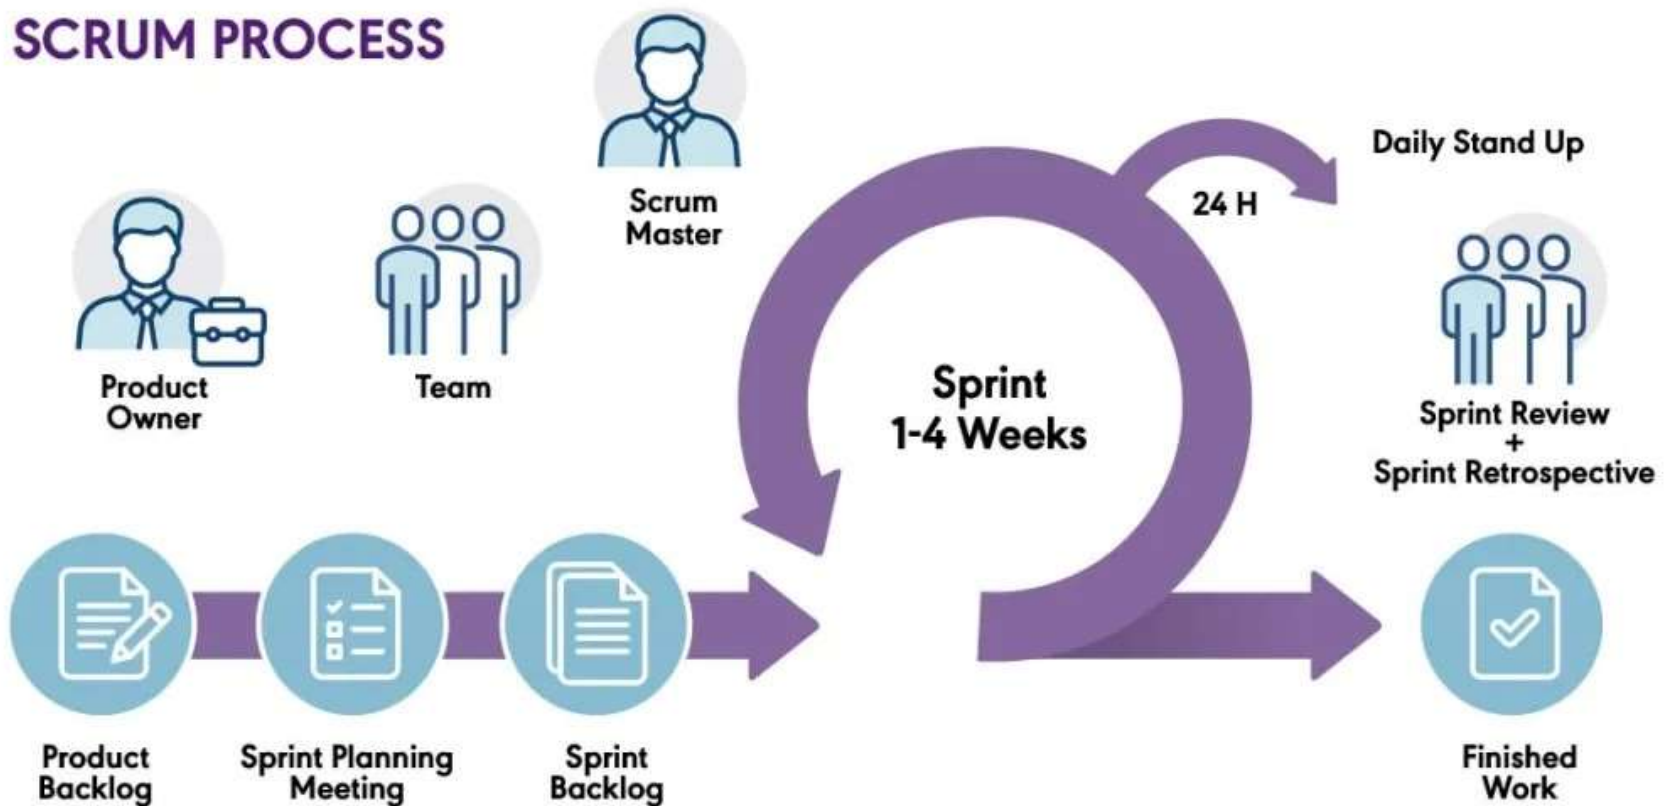 SCRUM PROCESS
Scrum
Master
Product
Owner
Team
Daily Stand Up
24 H
Sprint
1-4 Weeks
Sprint Review
+
Sprint Retrospective
Product
Backlog
Sprint Planning
Meeting
Sprint
Backlog
Finished
Work